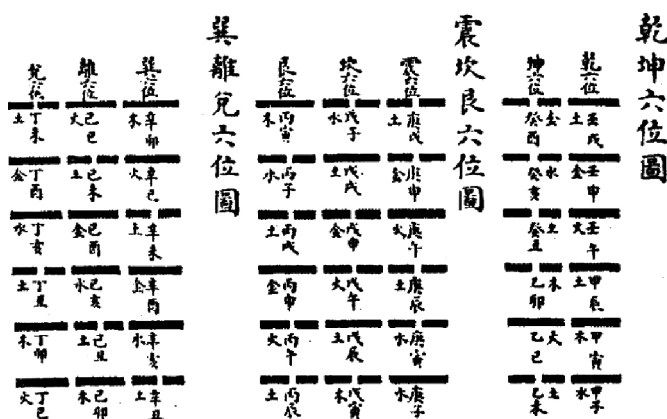 乾坤六位圖
乾六位
壬戌土
壬申金
壬午火
甲辰土
甲寅木
甲子水
坤六位
金癸酉
水癸亥
土癸丑
木乙卯
火乙巳
土乙未
震坎艮六位圖
震六位
庚戌土
庚申金
庚午火
庚辰土
庚寅水
庚子水
坎六位
戊子水
戊戌土
戊申金
戊午火
戊辰土
戊寅木
艮六位
丙寅木
丙子水
丙戌土
丙申金
丙午火
丙辰土
巽離兌六位圖
巽六位
辛卯木
辛巳火
辛未土
辛酉金
辛亥水
辛丑土
離六位
己巳火
己未土
己酉金
己亥水
己丑土
己卯木
兌六位
丁未土
丁酉金
丁亥水
丁丑土
丁卯木
丁巳火